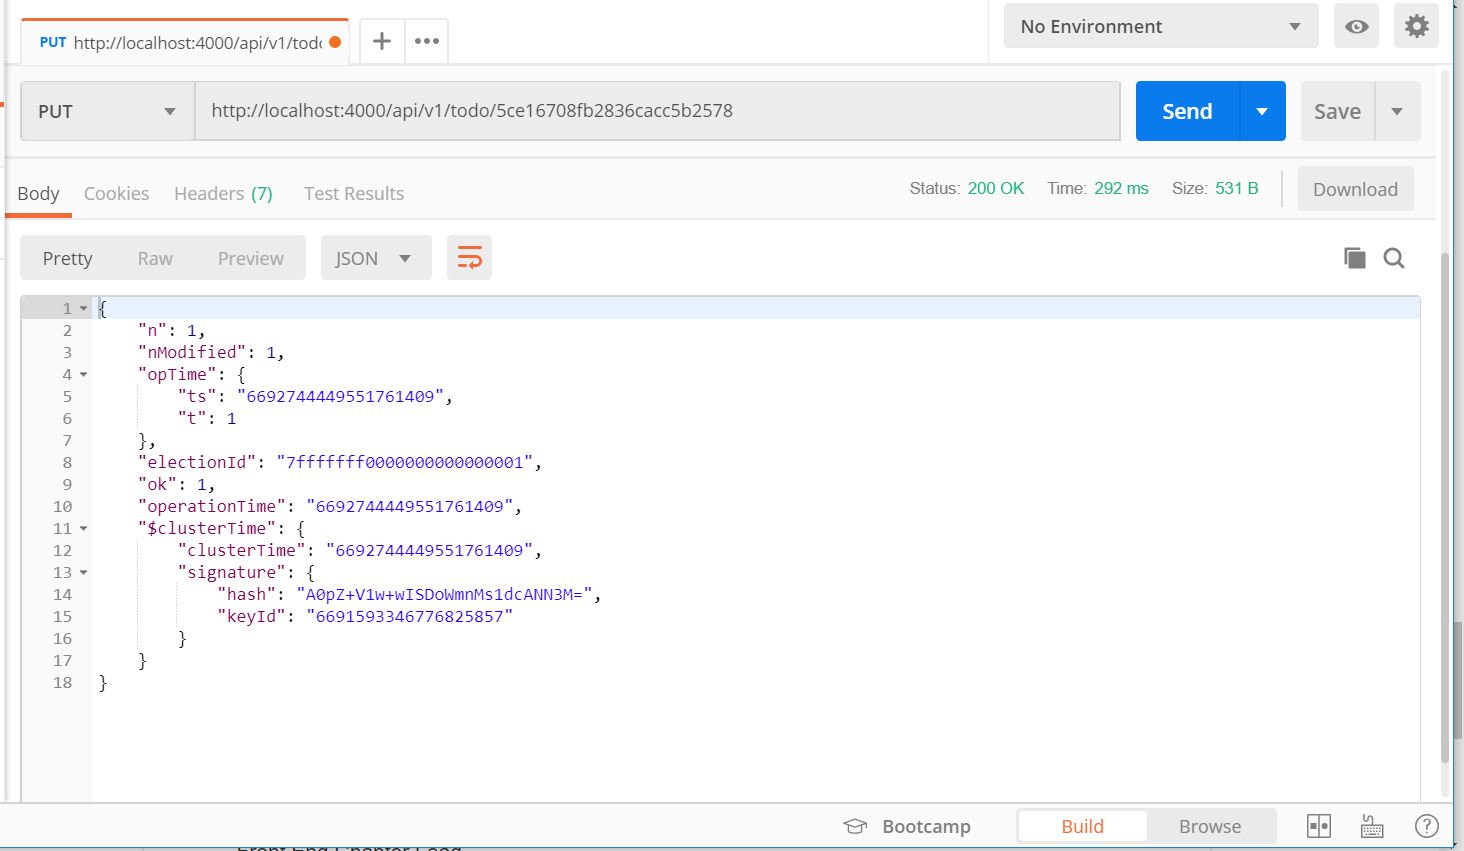 PUT http://localhost:4000/api/v1/tod
No Environment
PUT http://localhost:4000/api/v1/todo/5ce16708fb2836cacc5b2578 Send Save
Body Cookies Headers (7) Test Results Status: 200 OK Time: 292 ms Size: 531 B Download
Pretty Raw Preview JSON
1 {
2 "n": 1,
3 "nModified": 1,
4 "opTime": {
5 "ts": "6692744449551761409",
6 "t": 1
7 },
8 "electionId": "7fffffff0000000000000001",
9 "ok": 1,
10 "operationTime": "6692744449551761409",
11 "$clusterTime": {
12 "clusterTime": "6692744449551761409",
13 "signature": {
14 "hash": "A0pZ+V1w+wISDoWmnMs1dcANN3M=",
15 "keyId": "6691593346776825857"
16 }
17 }
18 }
Bootcamp Build Browse